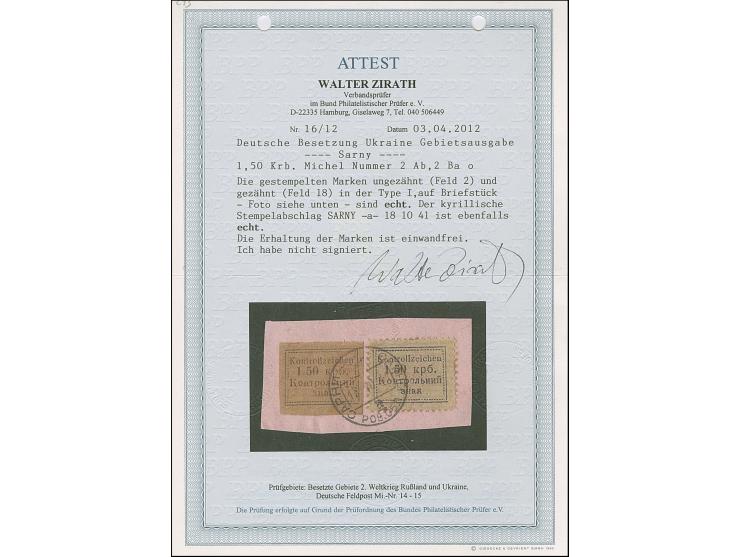 ATTEST
WALTER ZIRATH
Verbandsprüfer
im Bund Philatelistischer Prüfer e. V.
D-22335 Hamburg, Giselaweg 7, Tel. 040 506449
Nr. 16/12 Datum 03.04.2012
Deutsche Besetzung Ukraine Gebietsausgabe
---- Sarny ----
1,50 Krb. Michel Nummer 2 Ab,2 Ba o
Die gestempelten Marken ungezähnt (Feld 2) und
gezähnt (Feld 18) in der Type I,auf Briefstück
- Foto siehe unten - sind echt. Der kyrillische
Stempelabschlag SARNY -a- 18 10 41 ist ebenfalls
echt.
Die Erhaltung der Marken ist einwandfrei.
Ich habe nicht signiert.
Walter Zirath
Kontrollzeichen
1.50 крб.
Контрольний
знак
Kontrollzeichen
1.50 крб.
Контрольний
знак
Prüfgebiete: Besetzte Gebiete 2. Weltkrieg Rußland und Ukraine,
Deutsche Feldpost Mi.-Nr. 14 - 15
Die Prüfung erfolgte auf Grund der Prüfordnung des Bundes Philatelistischer Prüfer e.V.